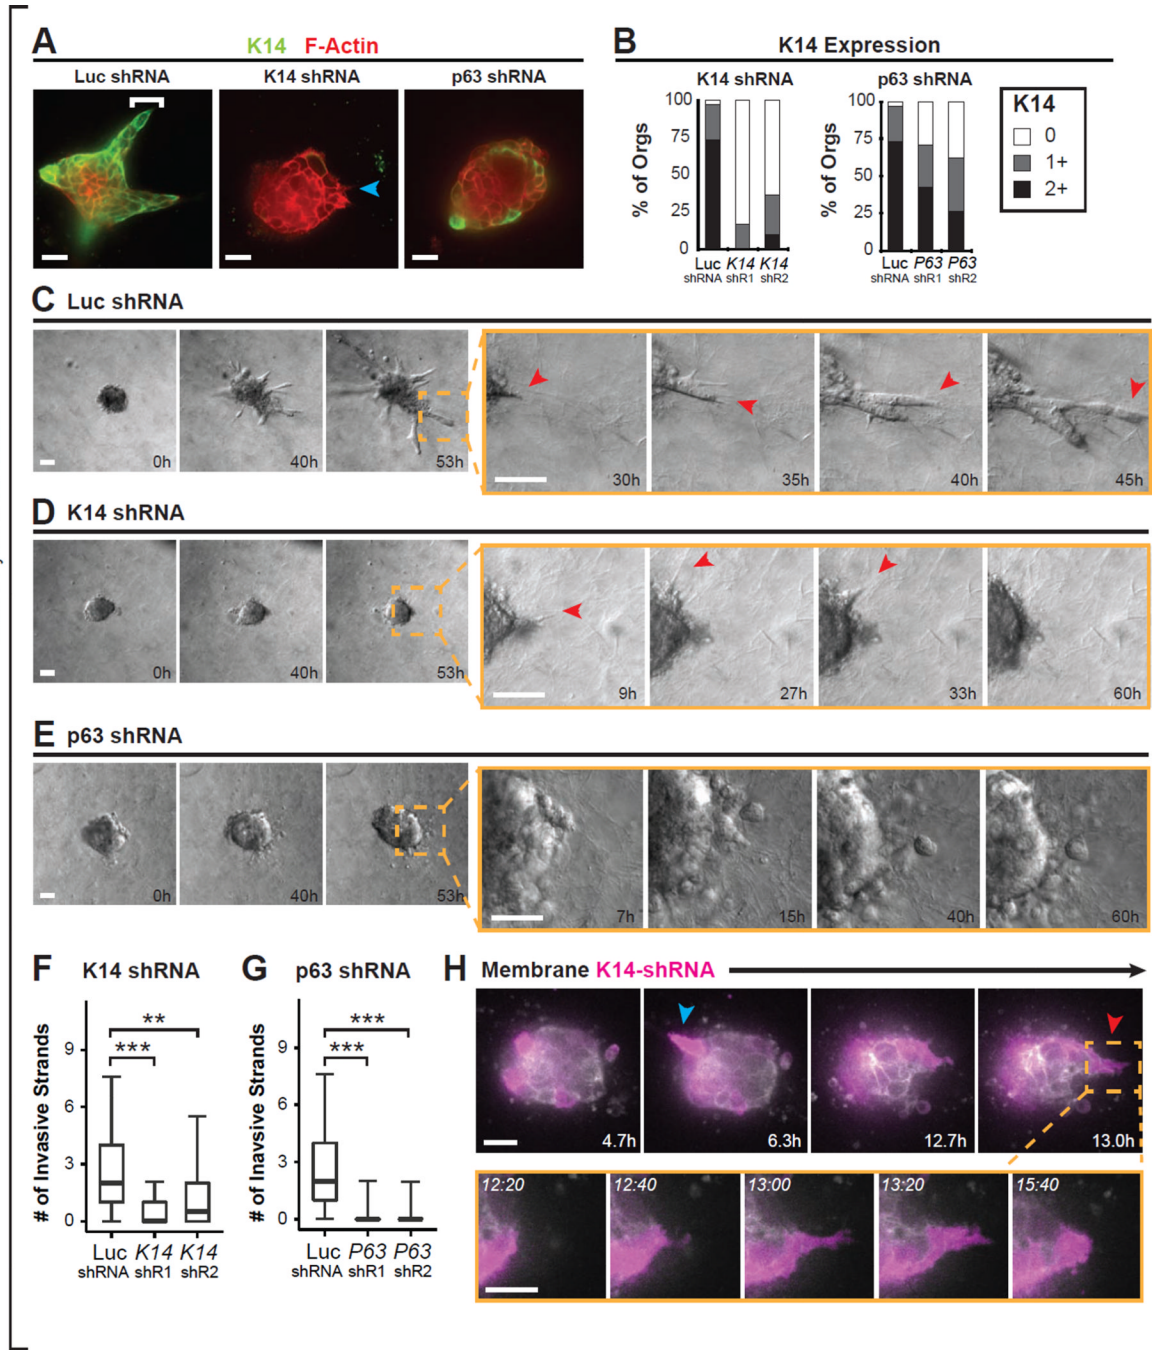 A
K14 F-Actin
Luc shRNA K14 shRNA p63 shRNA
B
K14 Expression
K14 shRNA p63 shRNA
% of Orgs
100
75
50
25
0
Luc shRNA K14 shR1 K14 shR2
% of Orgs
100
75
50
25
0
Luc shRNA P63 shR1 P63 shR2
K14
0
1+
2+
C Luc shRNA
0h 40h 53h 30h 35h 40h 45h
D K14 shRNA
0h 40h 53h 9h 27h 33h 60h
E p63 shRNA
0h 40h 53h 7h 15h 40h 60h
F K14 shRNA
# of Invasive Strands
9
6
3
0
**
***
Luc shRNA K14 shR1 K14 shR2
G p63 shRNA
# of Inavsive Strands
9
6
3
0
***
***
Luc shRNA P63 shR1 P63 shR2
H Membrane K14-shRNA
4.7h 6.3h 12.7h 13.0h
12:20 12:40 13:00 13:20 15:40